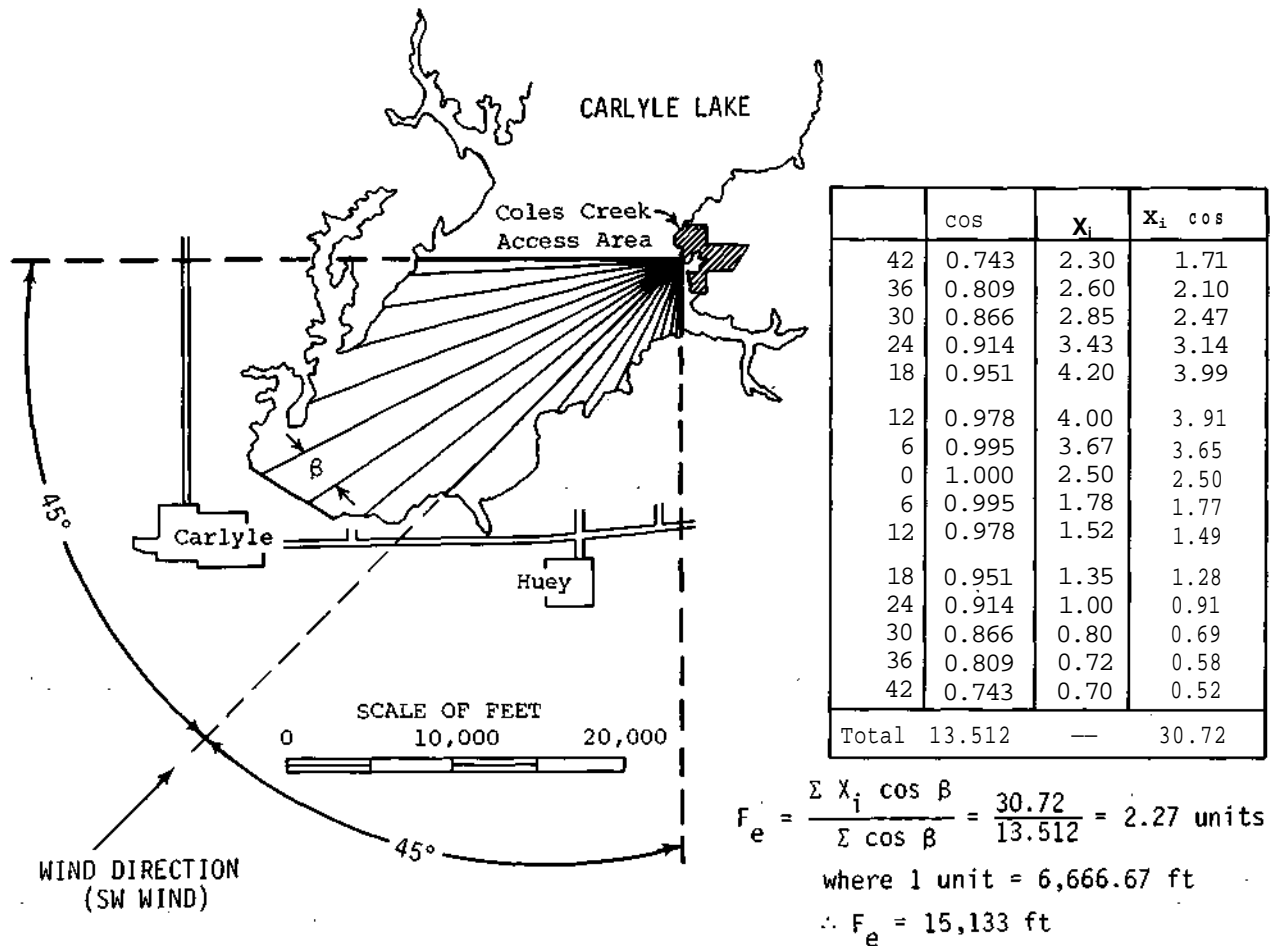 CARLYLE LAKE
Coles Creek
Access Area
β
45°
Carlyle
Huey
SCALE OF FEET
0 10,000 20,000
45°
WIND DIRECTION
(SW WIND)
cos Xᵢ Xᵢ cos
42 0.743 2.30 1.71
36 0.809 2.60 2.10
30 0.866 2.85 2.47
24 0.914 3.43 3.14
18 0.951 4.20 3.99
12 0.978 4.00 3.91
6 0.995 3.67 3.65
0 1.000 2.50 2.50
6 0.995 1.78 1.77
12 0.978 1.52 1.49
18 0.951 1.35 1.28
24 0.914 1.00 0.91
30 0.866 0.80 0.69
36 0.809 0.72 0.58
42 0.743 0.70 0.52
Total 13.512 — 30.72
Fₑ = Σ Xᵢ cos β / Σ cos β = 30.72 / 13.512 = 2.27 units
where 1 unit = 6,666.67 ft
∴ Fₑ = 15,133 ft